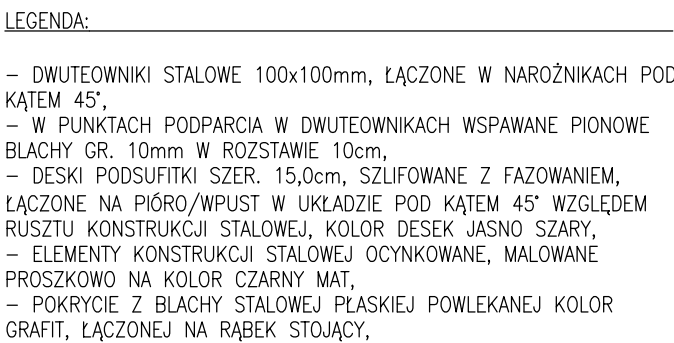 LEGENDA:
– DWUTEOWNIKI STALOWE 100x100mm, ŁĄCZONE W NAROŻNIKACH POD
KĄTEM 45°,
– W PUNKTACH PODPARCIA W DWUTEOWNIKACH WSPAWANE PIONOWE
BLACHY GR. 10mm W ROZSTAWIE 10cm,
– DESKI PODSUFITKI SZER. 15,0cm, SZLIFOWANE Z FAZOWANIEM,
ŁĄCZONE NA PIÓRO/WPUST W UKŁADZIE POD KĄTEM 45° WZGLĘDEM
RUSZTU KONSTRUKCJI STALOWEJ, KOLOR DESEK JASNO SZARY,
– ELEMENTY KONSTRUKCJI STALOWEJ OCYNKOWANE, MALOWANE
PROSZKOWO NA KOLOR CZARNY MAT,
– POKRYCIE Z BLACHY STALOWEJ PŁASKIEJ POWLEKANEJ KOLOR
GRAFIT, ŁĄCZONEJ NA RĄBEK STOJĄCY,